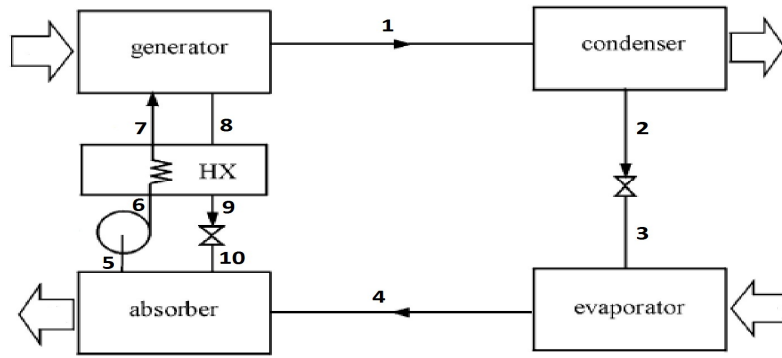 1
generator
condenser
7
8
2
HX
6
9
3
5
10
4
absorber
evaporator